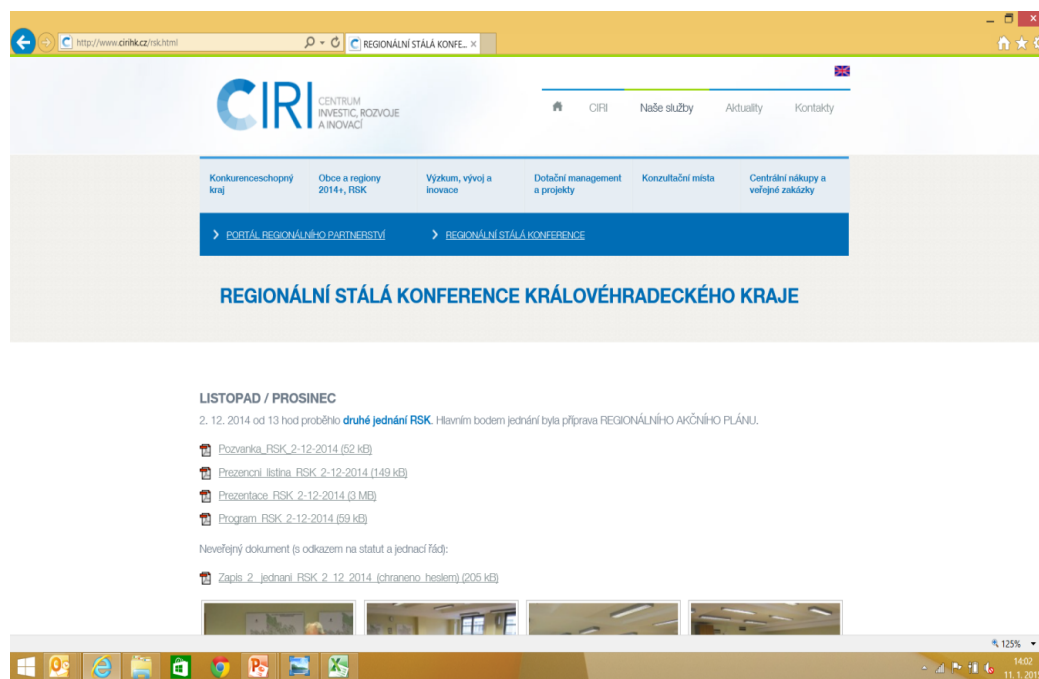 http://www.cirihk.cz/rsk.html
REGIONÁLNÍ STÁLÁ KONFE...
CIRI
CENTRUM
INVESTIC, ROZVOJE
A INOVACÍ
CIRI
Naše služby
Aktuality
Kontakty
Konkurenceschopný
kraj
Obce a regiony
2014+, RSK
Výzkum, vývoj a
inovace
Dotační management
a projekty
Konzultační místa
Centrální nákupy a
veřejné zakázky
PORTÁL REGIONÁLNÍHO PARTNERSTVÍ
REGIONÁLNÍ STÁLÁ KONFERENCE
REGIONÁLNÍ STÁLÁ KONFERENCE KRÁLOVÉHRADECKÉHO KRAJE
LISTOPAD / PROSINEC
2. 12. 2014 od 13 hod proběhlo druhé jednání RSK. Hlavním bodem jednání byla příprava REGIONÁLNÍHO AKČNÍHO PLÁNU.
Pozvanka_RSK_2-12-2014 (52 kB)
Prezencni_listina_RSK_2-12-2014 (149 kB)
Prezentace_RSK_2-12-2014 (3 MB)
Program_RSK_2-12-2014 (59 kB)
Neveřejný dokument (s odkazem na statut a jednací řád):
Zapis_2_jednani_RSK_2_12_2014_(chraneno_heslem) (205 kB)
125%
14:02
11. 1. 201